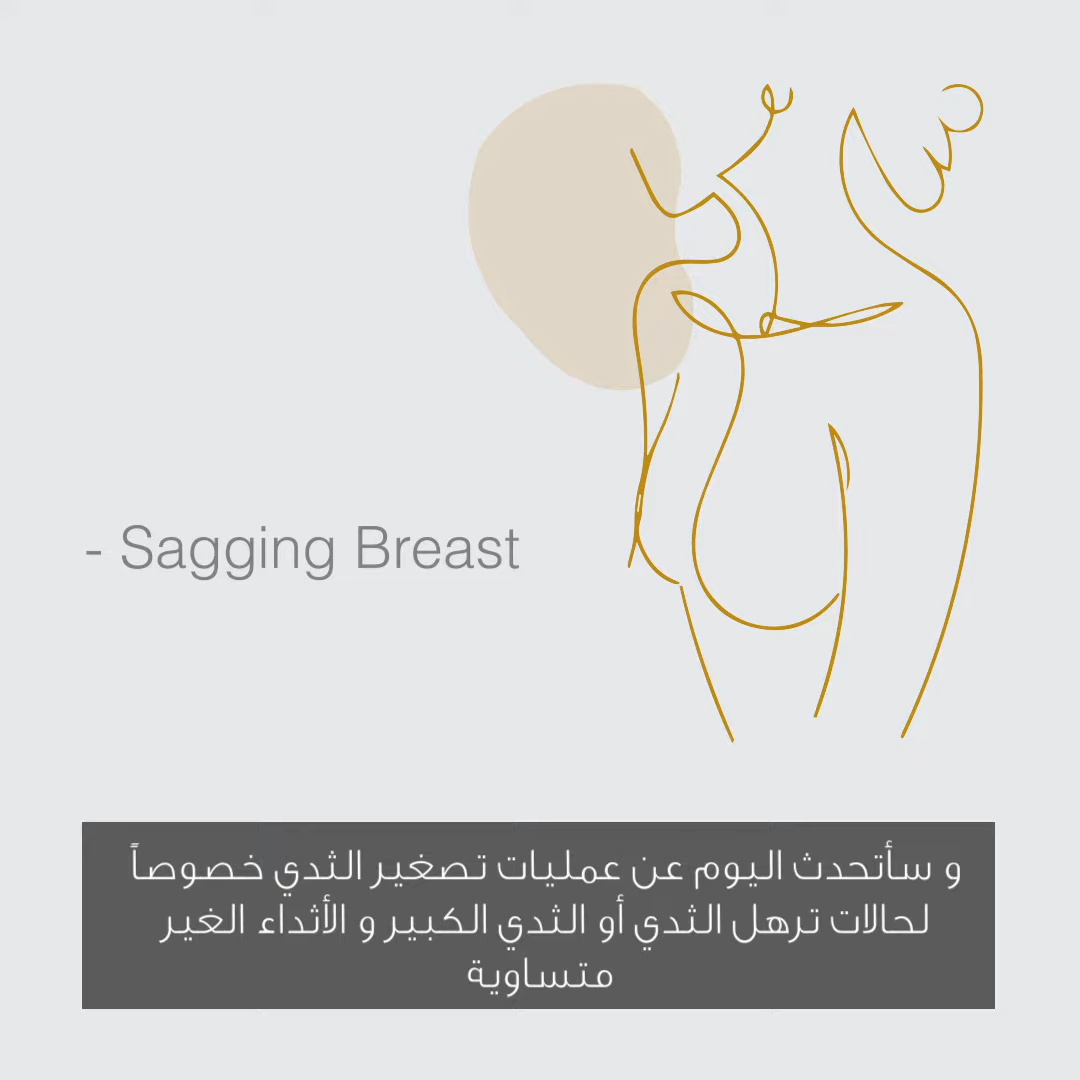 - Sagging Breast
و سأتحدث اليوم عن عمليات تصغير الثدي خصوصاً
لحالات ترهل الثدي أو الثدي الكبير و الأثداء الغير
متساوية